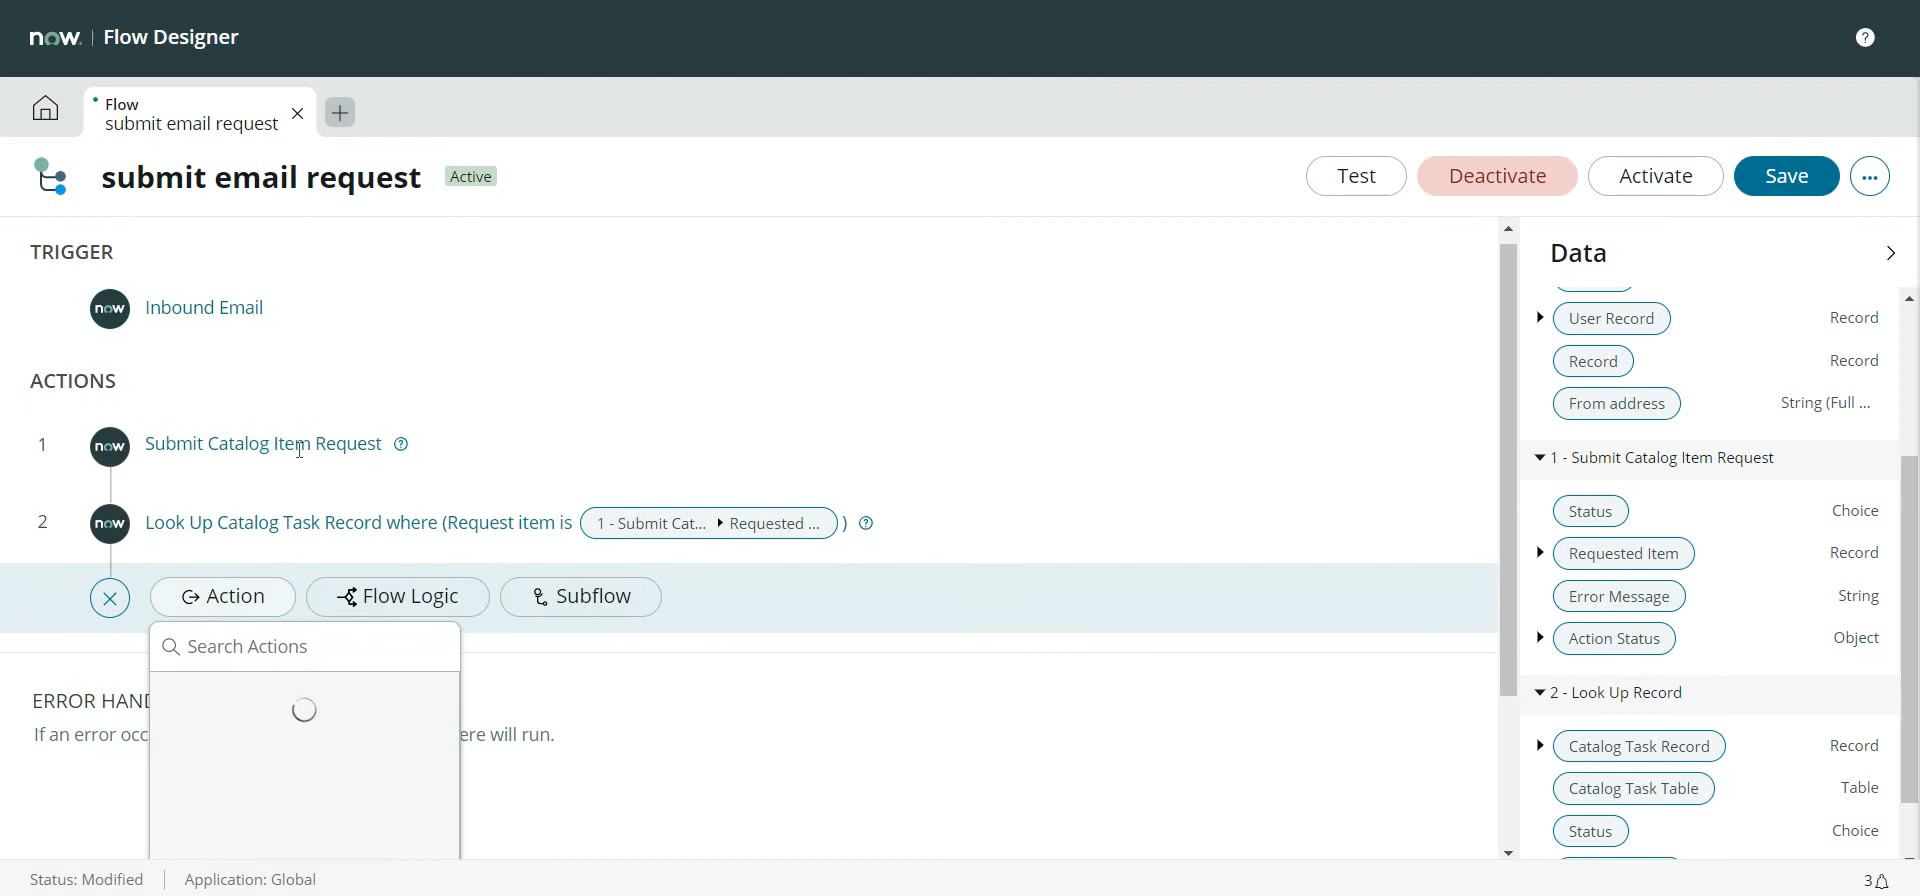 now. | Flow Designer
?
Flow
submit email request
submit email request
Active
Test
Deactivate
Activate
Save
...
TRIGGER
now
Inbound Email
ACTIONS
1
now
Submit Catalog Item Request ?
2
now
Look Up Catalog Task Record where (Request item is 1 - Submit Cat... Requested ... ) ?
Action
Flow Logic
Subflow
Search Actions
ERROR HAND
If an error occ
ere will run.
Data
User Record
Record
Record
Record
From address
String (Full ...
1 - Submit Catalog Item Request
Status
Choice
Requested Item
Record
Error Message
String
Action Status
Object
2 - Look Up Record
Catalog Task Record
Record
Catalog Task Table
Table
Status
Choice
Status: Modified
Application: Global
3